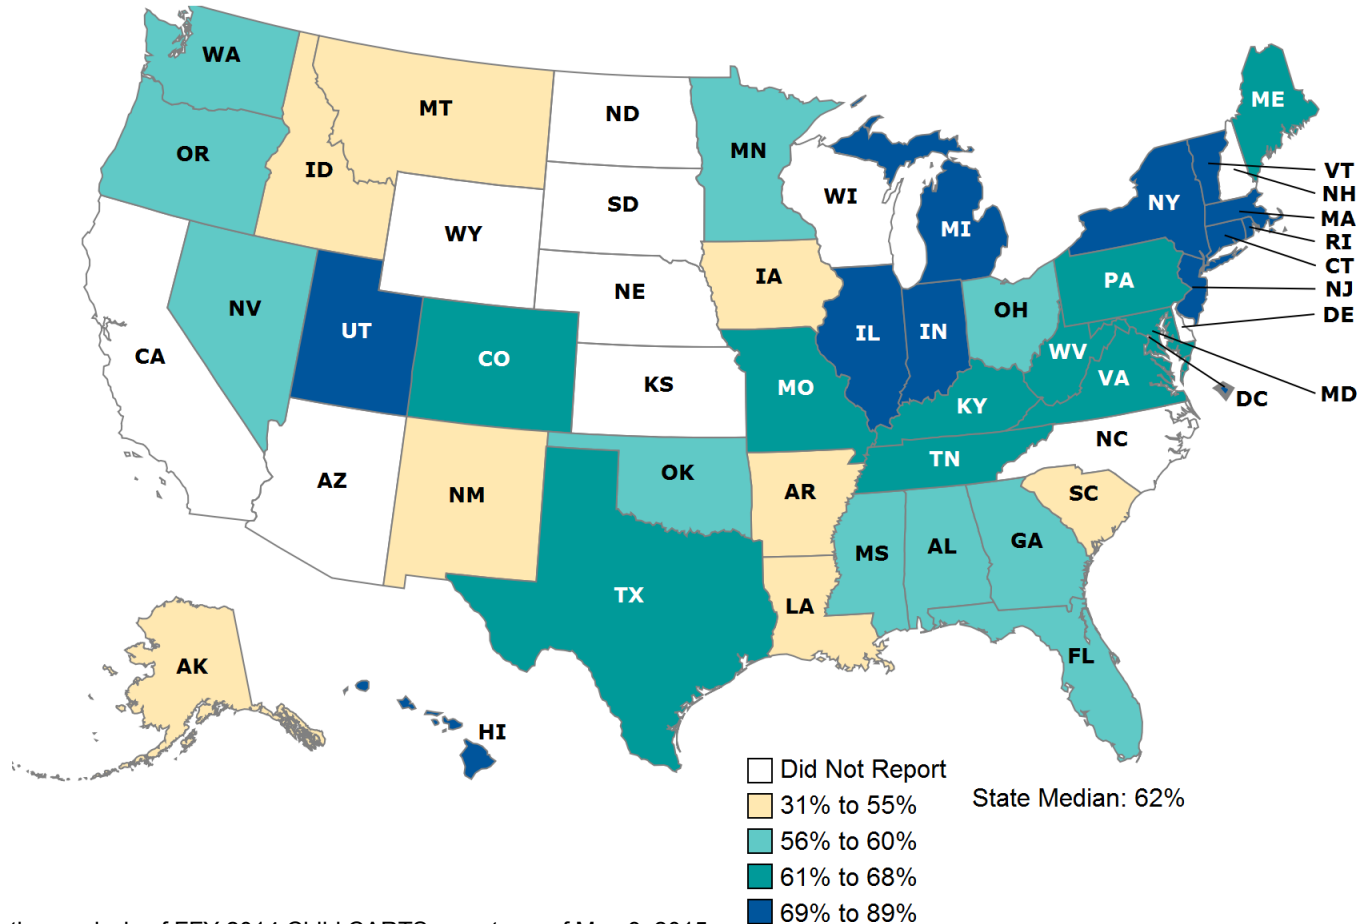 WA
MT
ND
ME
OR
ID
MN
VT
SD
WI
NH
NY
WY
MA
MI
RI
CT
IA
PA
NE
NJ
NV
OH
DE
UT
IL
IN
CO
WV
CA
KS
MO
VA
KY
MD
DC
NC
TN
OK
AZ
NM
AR
SC
MS
AL
GA
TX
LA
FL
AK
HI
Did Not Report
31% to 55%
State Median: 62%
56% to 60%
61% to 68%
69% to 89%